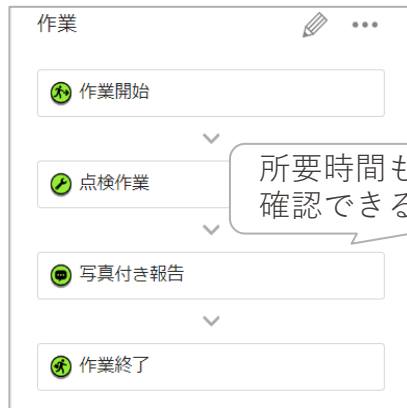 作業
作業開始
点検作業
所要時間も
確認できる
写真付き報告
作業終了